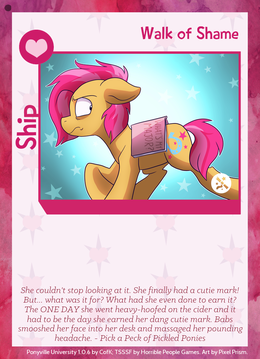 Walk of Shame
Ship
She couldn't stop looking at it. She finally had a cutie mark!
But... what was it for? What had she even done to earn it?
The ONE DAY she went heavy-hoofed on the cider and it
had to be the day she earned her dang cutie mark. Babs
smooshed her face into her desk and massaged her pounding
headache. - Pick a Peck of Pickled Ponies
Ponyville University 1.0.6 by CofK, TSSSF by Horrible People Games. Art by Pixel Prism.